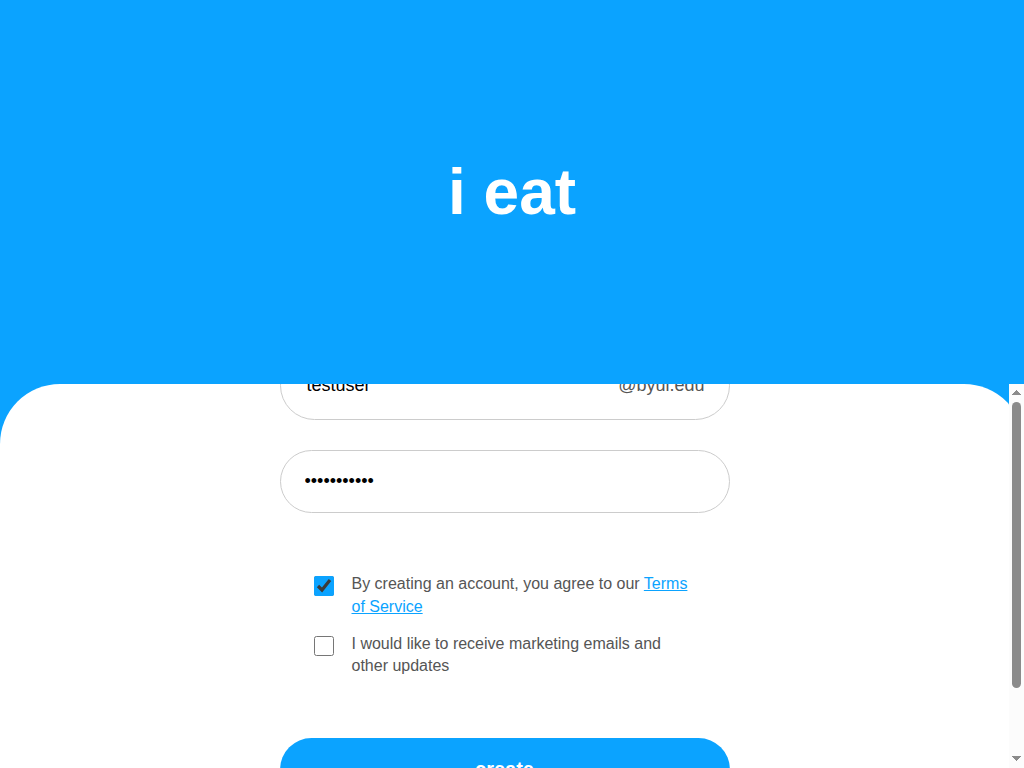 i eat
testuser @byui.edu
•••••••••••
By creating an account, you agree to our Terms
of Service
I would like to receive marketing emails and
other updates
create